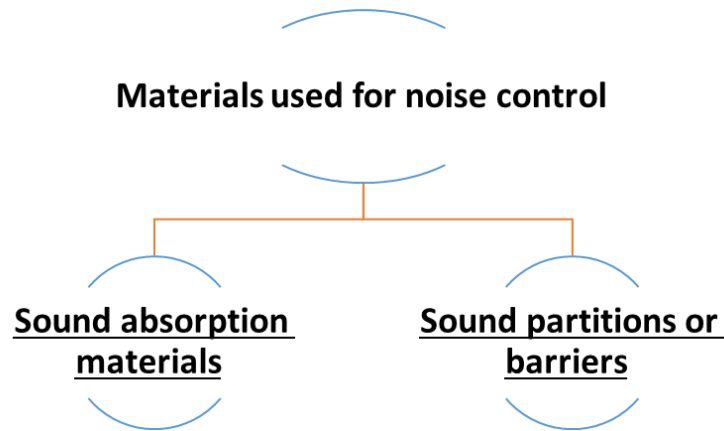 Materials used for noise control
Sound absorption
materials
Sound partitions or
barriers